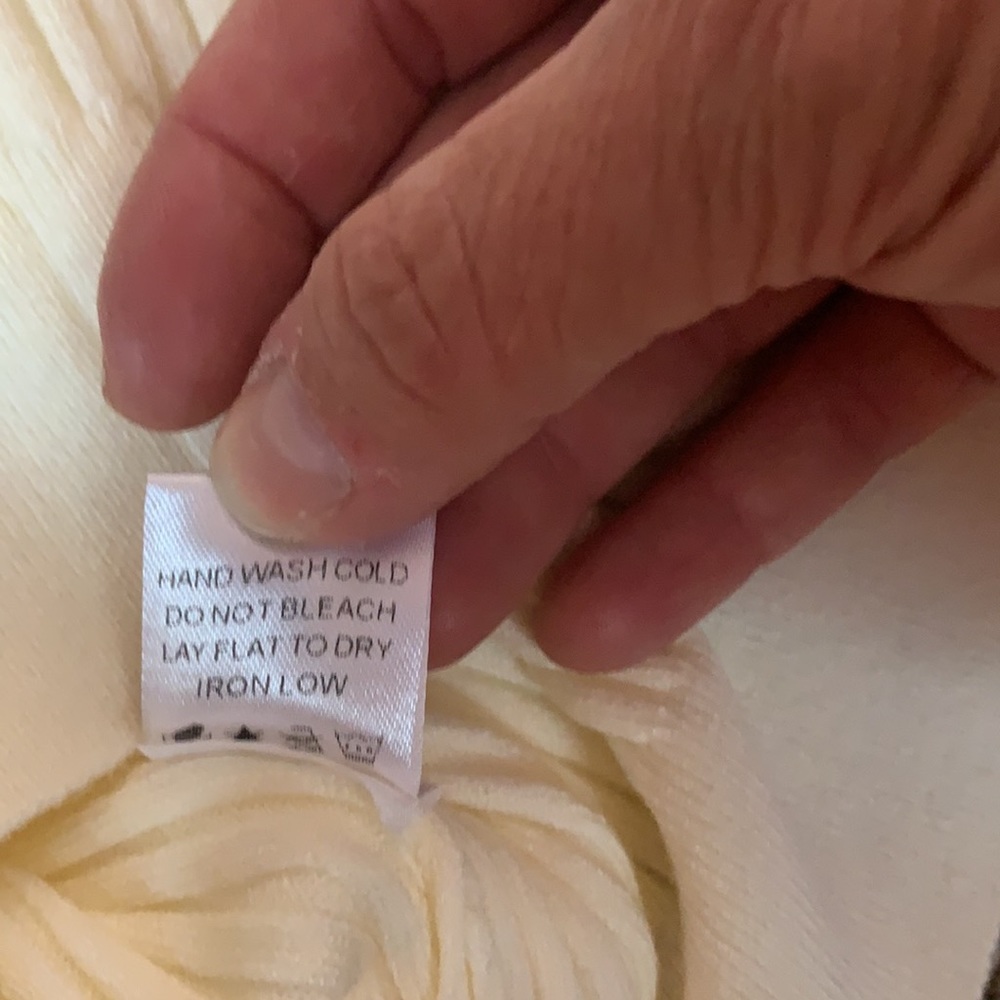 HAND WASH COLD
DO NOT BLEACH
LAY FLAT TO DRY
IRON LOW